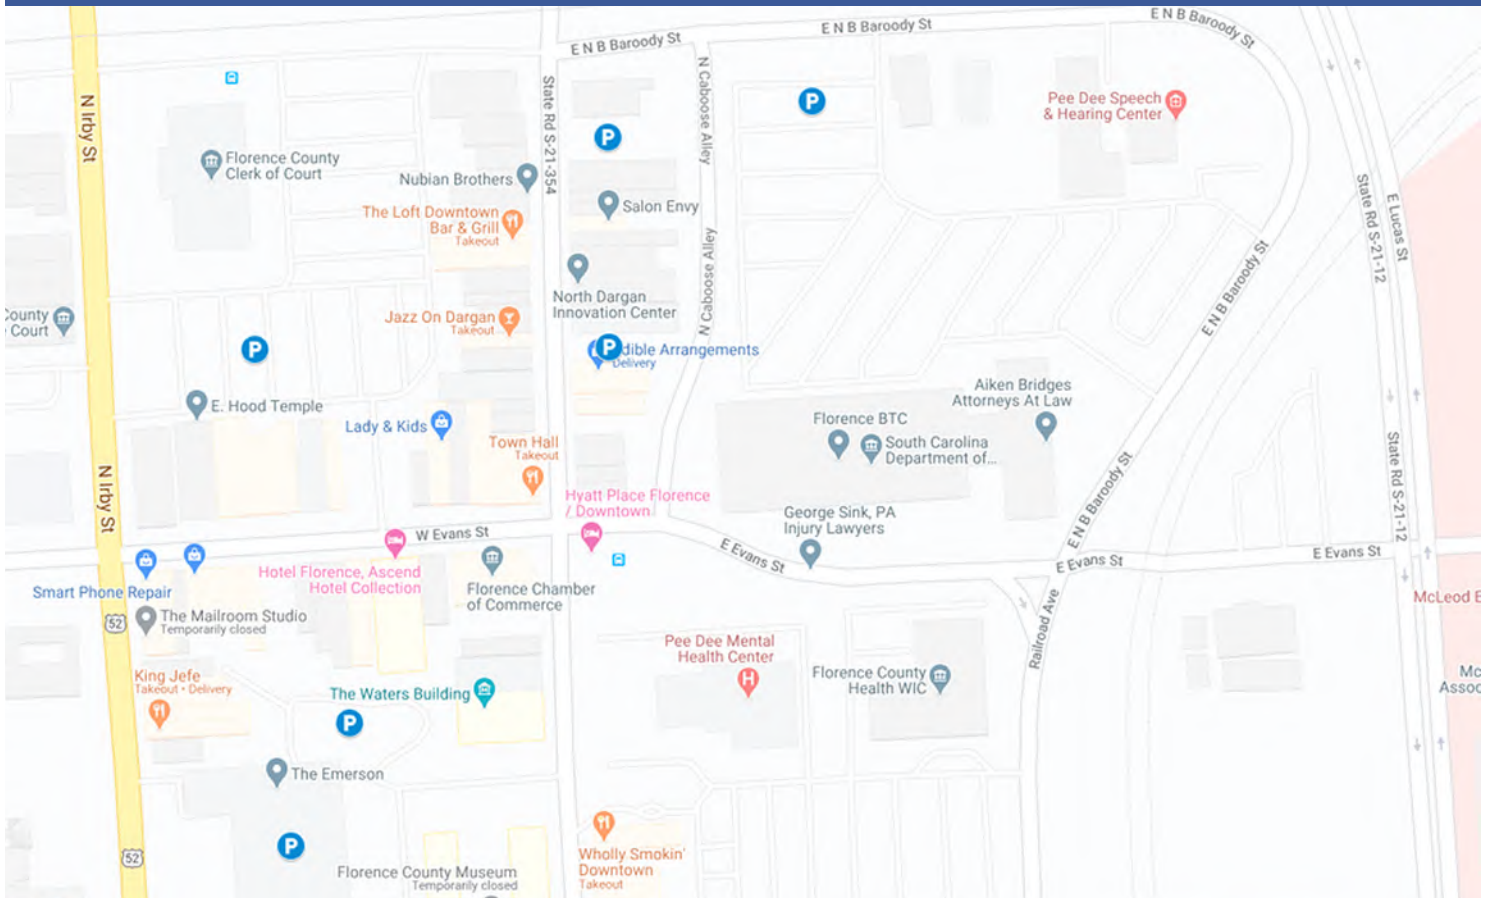 E N B Baroody St
E N B Baroody St
E N B Baroody St
N Irby St
State Rd S-21-354
N Caboose Alley
P
P
Pee Dee Speech
& Hearing Center
Florence County
Clerk of Court
Nubian Brothers
Salon Envy
The Loft Downtown
Bar & Grill
Takeout
State Rd S-21-12
E Lucas St
N Caboose Alley
E N B Baroody St
North Dargan
Innovation Center
County
Court
Jazz On Dargan
Takeout
P
P
dible Arrangements
Delivery
E. Hood Temple
Lady & Kids
Aiken Bridges
Attorneys At Law
Florence BTC
South Carolina
Department of...
Town Hall
Takeout
N Irby St
E N B Baroody St
State Rd S-21-12
Hyatt Place Florence
/ Downtown
George Sink, PA
Injury Lawyers
W Evans St
E Evans St
E Evans St
E Evans St
Hotel Florence, Ascend
Hotel Collection
Florence Chamber
of Commerce
Smart Phone Repair
The Mailroom Studio
Temporarily closed
52
Railroad Ave
McLeod E
Pee Dee Mental
Health Center
H
Florence County
Health WIC
Mc
Assoc
King Jefe
Takeout • Delivery
The Waters Building
P
The Emerson
P
52
Florence County Museum
Temporarily closed
Wholly Smokin'
Downtown
Takeout